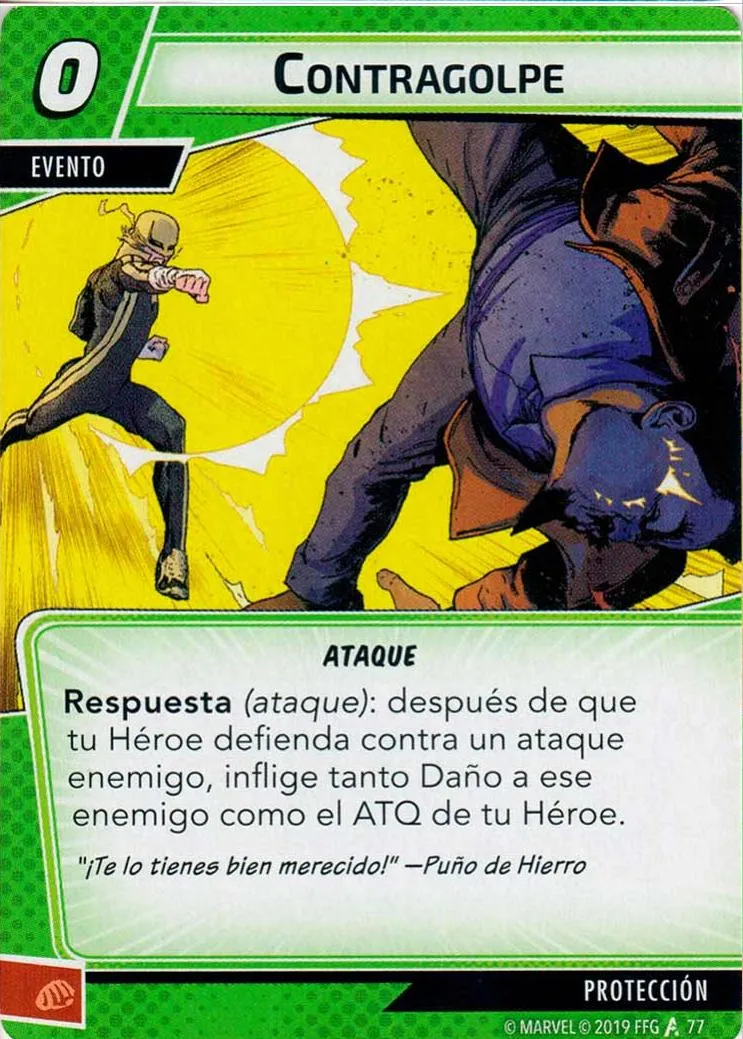 0
CONTRAGOLPE
EVENTO
ATAQUE
Respuesta (ataque): después de que
tu Héroe defienda contra un ataque
enemigo, inflige tanto Daño a ese
enemigo como el ATQ de tu Héroe.
"¡Te lo tienes bien merecido!" —Puño de Hierro
PROTECCIÓN
© MARVEL © 2019 FFG A 77